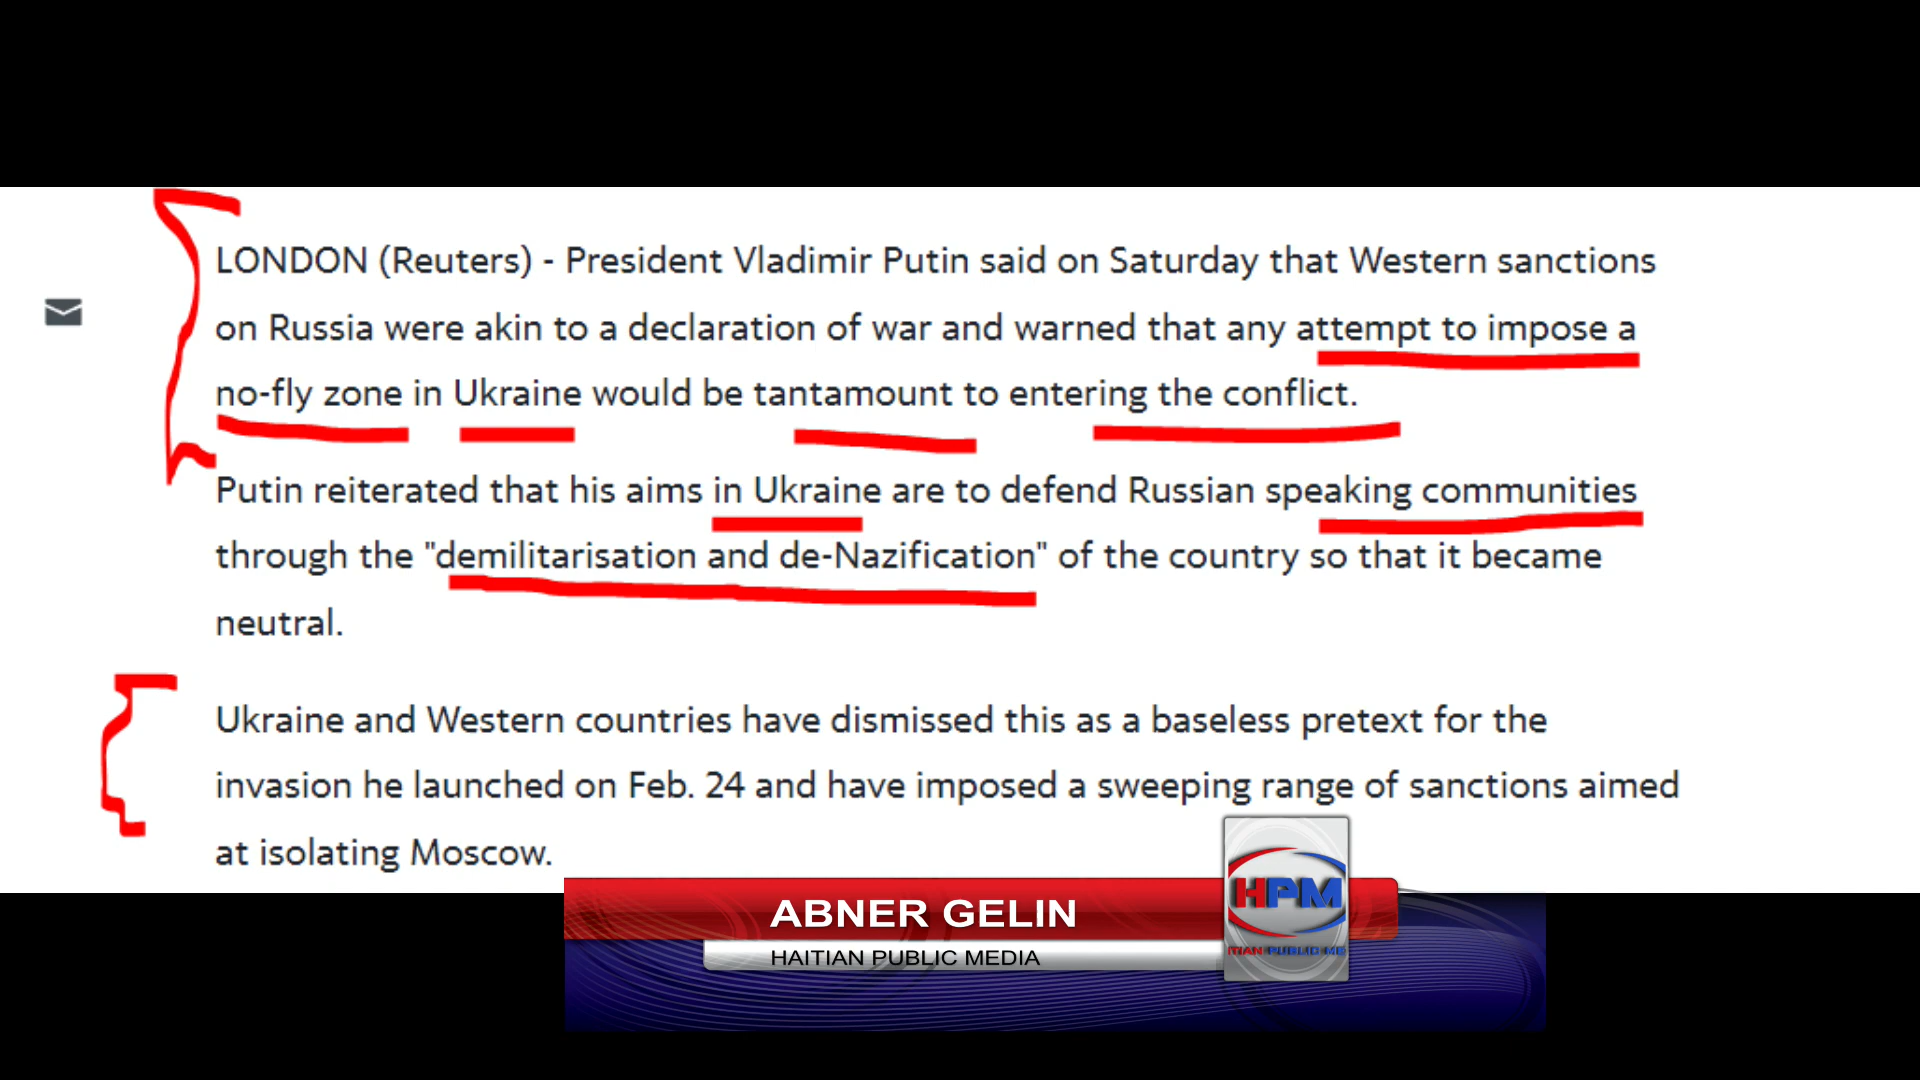 LONDON (Reuters) - President Vladimir Putin said on Saturday that Western sanctions
on Russia were akin to a declaration of war and warned that any attempt to impose a
no-fly zone in Ukraine would be tantamount to entering the conflict.
Putin reiterated that his aims in Ukraine are to defend Russian speaking communities
through the "demilitarisation and de-Nazification" of the country so that it became
neutral.
Ukraine and Western countries have dismissed this as a baseless pretext for the
invasion he launched on Feb. 24 and have imposed a sweeping range of sanctions aimed
at isolating Moscow.
ABNER GELIN
HAITIAN PUBLIC MEDIA
HPM
TIAN PUBLIC ME